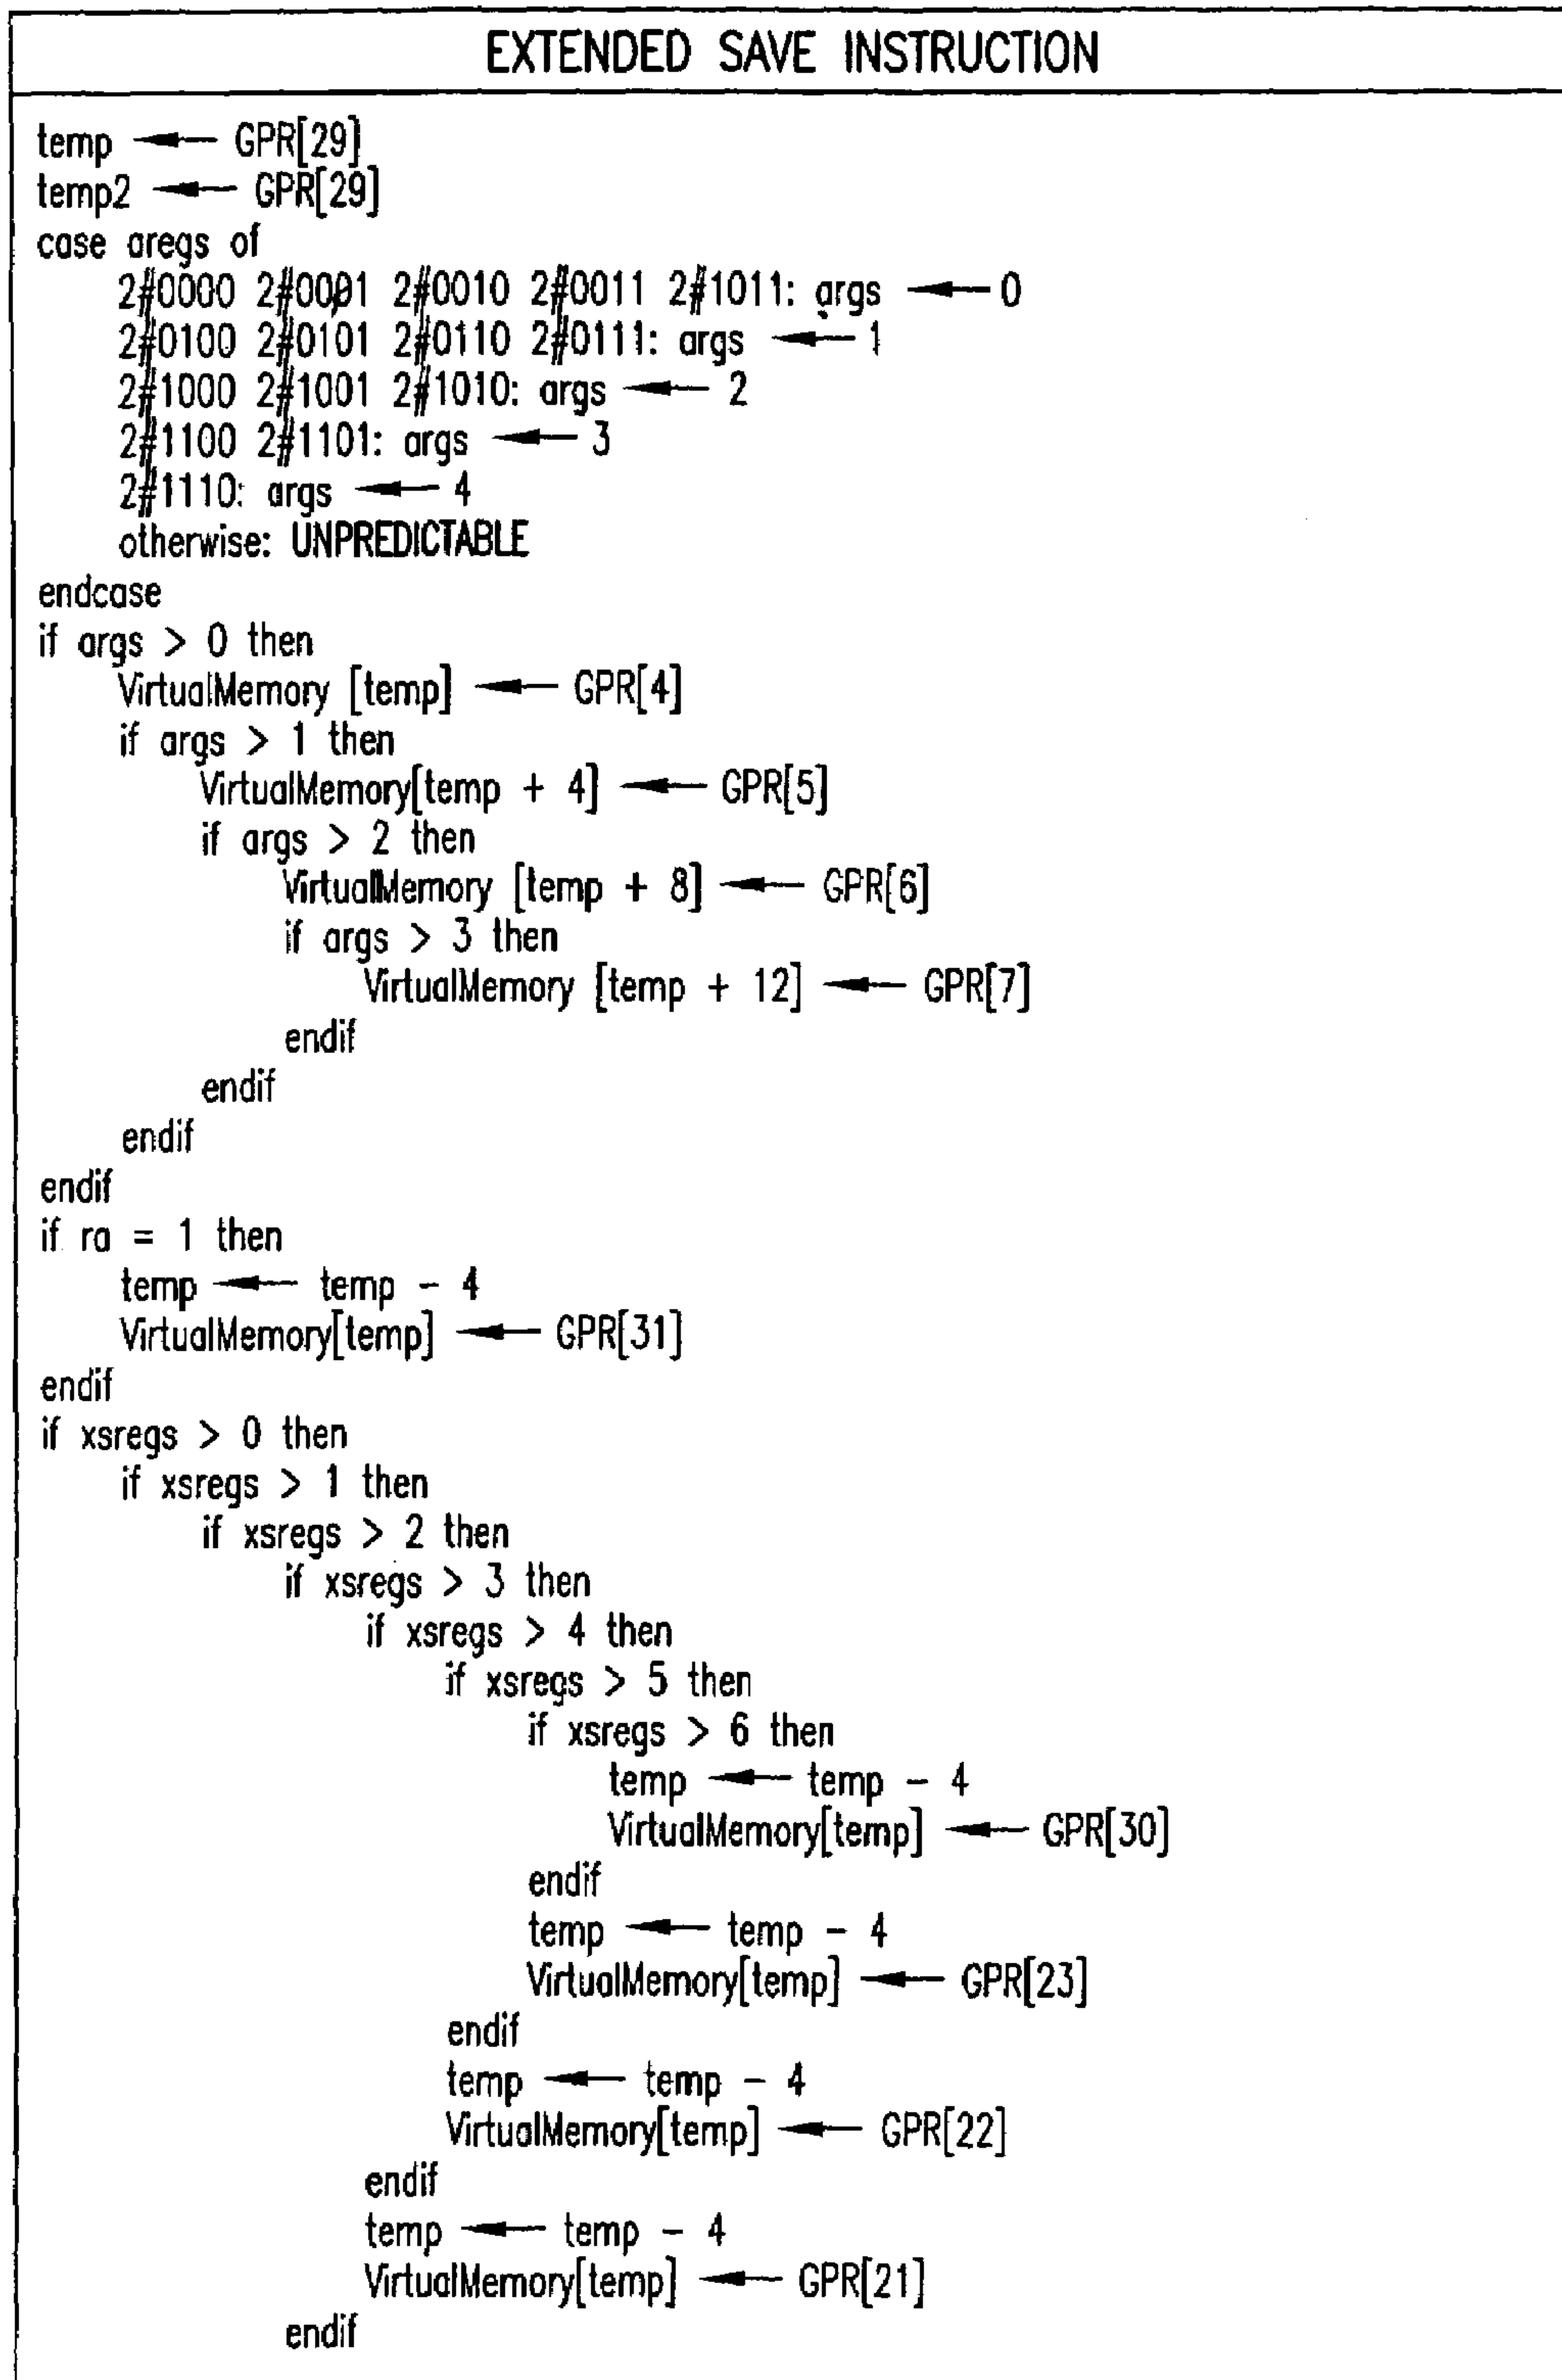 EXTENDED SAVE INSTRUCTION
temp ← GPR[29]
temp2 ← GPR[29]
case aregs of
2#0000 2#0001 2#0010 2#0011 2#1011: args ← 0
2#0100 2#0101 2#0110 2#0111: args ← 1
2#1000 2#1001 2#1010: args ← 2
2#1100 2#1101: args ← 3
2#1110: args ← 4
otherwise: UNPREDICTABLE
endcase
if args > 0 then
VirtualMemory [temp] ← GPR[4]
if args > 1 then
VirtualMemory[temp + 4] ← GPR[5]
if args > 2 then
VirtualMemory [temp + 8] ← GPR[6]
if args > 3 then
VirtualMemory [temp + 12] ← GPR[7]
endif
endif
endif
endif
if ra = 1 then
temp ← temp - 4
VirtualMemory[temp] ← GPR[31]
endif
if xsregs > 0 then
if xsregs > 1 then
if xsregs > 2 then
if xsregs > 3 then
if xsregs > 4 then
if xsregs > 5 then
if xsregs > 6 then
temp ← temp - 4
VirtualMemory[temp] ← GPR[30]
endif
temp ← temp - 4
VirtualMemory[temp] ← GPR[23]
endif
temp ← temp - 4
VirtualMemory[temp] ← GPR[22]
endif
temp ← temp - 4
VirtualMemory[temp] ← GPR[21]
endif